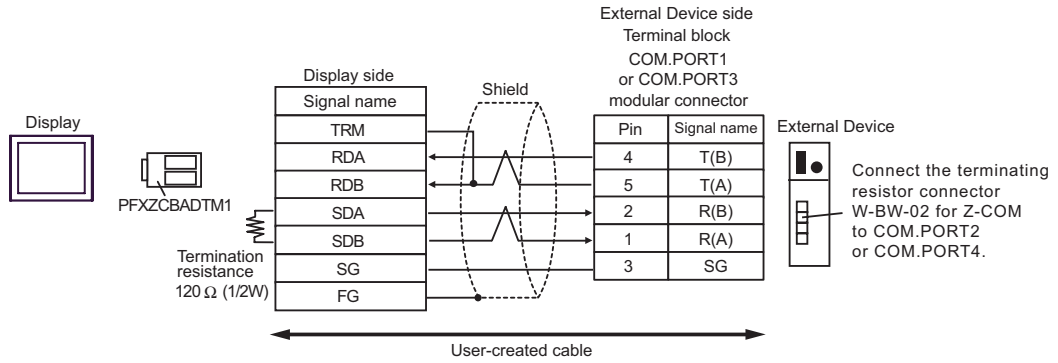 External Device side
Terminal block
COM.PORT1
or COM.PORT3
modular connector
Display side
Shield
Signal name
Display
TRM
RDA
RDB
SDA
SDB
SG
FG
PFXZCBADTM1
Termination
resistance
120 Ω (1/2W)
Pin Signal name
4 T(B)
5 T(A)
2 R(B)
1 R(A)
3 SG
External Device
Connect the terminating
resistor connector
W-BW-02 for Z-COM
to COM.PORT2
or COM.PORT4.
User-created cable